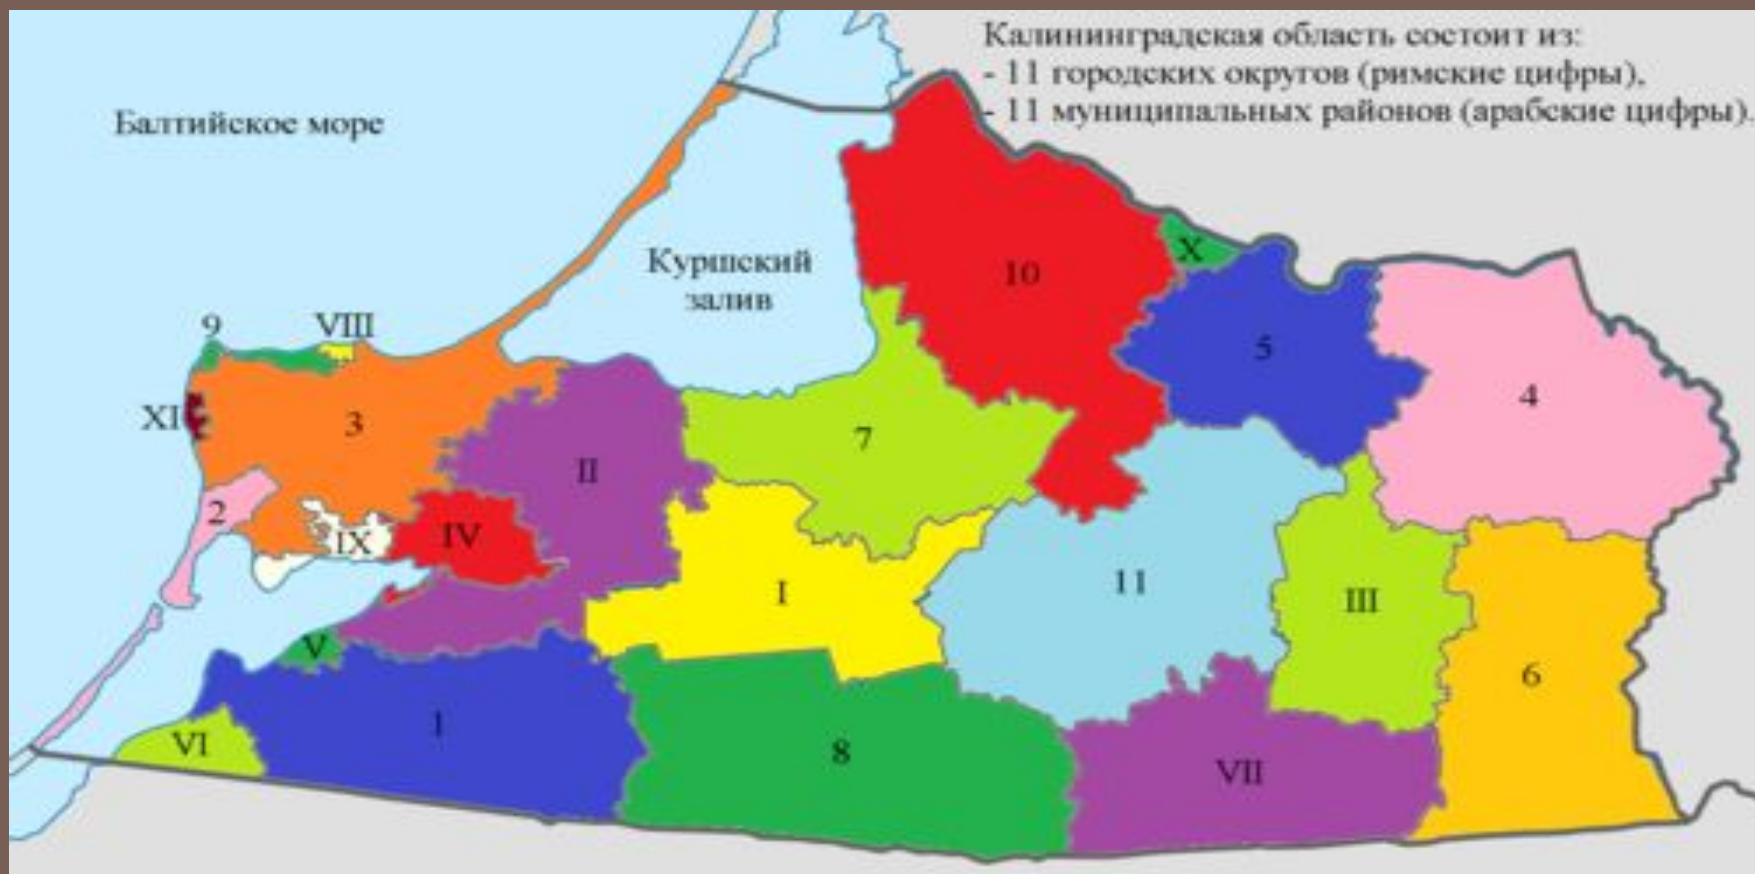 Калининградская область состоит из:
- 11 городских округов (римские цифры),
- 11 муниципальных районов (арабские цифры).
Балтийское море
Куршский
залив
X
10
5
4
9
VIII
XI
3
7
II
2
IX
IV
I
11
III
V
6
VI
1
8
VII